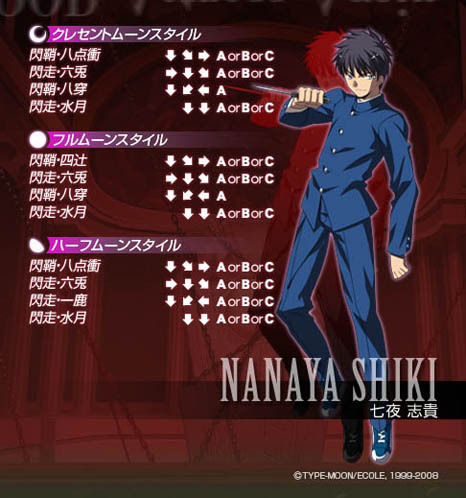 クレセントムーンスタイル
閃鞘・八点衝 ⬇ ⬊ ➡ A or B or C
閃走・六兎 ➡ ⬇ ⬊ A or B or C
閃鞘・八穿 ⬇ ⬋ ⬅ A
閃走・水月 ⬇ ⬇ A or B or C
フルムーンスタイル
閃鞘・四辻 ⬇ ⬊ ➡ A or B or C
閃走・六兎 ➡ ⬇ ⬊ A or B or C
閃鞘・八穿 ⬇ ⬋ ⬅ A
閃走・水月 ⬇ ⬇ A or B or C
ハーフムーンスタイル
閃鞘・八点衝 ⬇ ⬊ ➡ A or B or C
閃走・六兎 ➡ ⬇ ⬊ A or B or C
閃走・一鹿 ⬇ ⬋ ⬅ A or B or C
閃走・水月 ⬇ ⬇ A or B or C
NANAYA SHIKI
七夜 志貴
©TYPE-MOON/ECOLE, 1999-2008